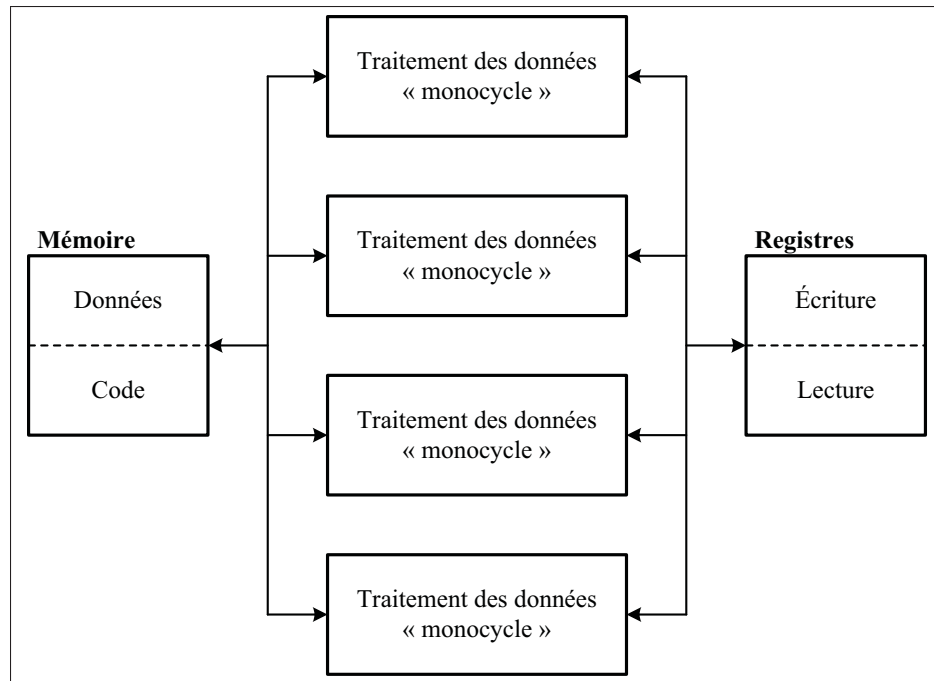 Traitement des données
« monocycle »
Traitement des données
« monocycle »
Mémoire
Données
Code
Registres
Écriture
Lecture
Traitement des données
« monocycle »
Traitement des données
« monocycle »